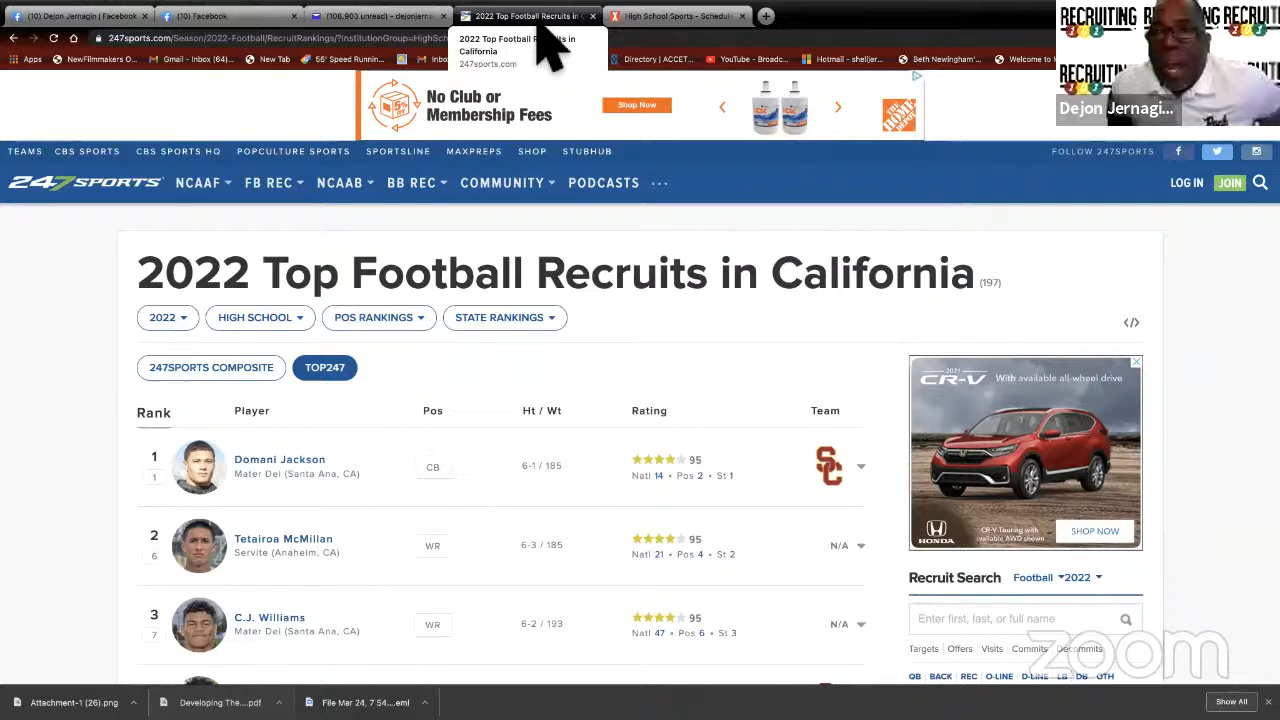 (10) Dejon Jernagin | Facebook
(10) Facebook
(108,903 unread) - dejonjerna
2022 Top Football Recruits in
High School Sports - Schedule
247sports.com/Season/2022-Football/RecruitRankings/?InstitutionGroup=HighSc
2022 Top Football Recruits in
California
247sports.com
Apps
NewFilmmakers O...
Gmail - Inbox (64)...
New Tab
56' Speed Runnin...
Inbo
Directory | ACCET...
YouTube - Broadc...
Hotmail - shelljer...
Beth Newingham'...
Welcome to
RECRUITING
RECRUIT
RECRUIT
RECRUITING
Dejon Jernagi...
No Club or
Membership Fees
Shop Now
THE HOME DEPOT
TEAMS
CBS SPORTS
CBS SPORTS HQ
POPCULTURE SPORTS
SPORTSLINE
MAXPREPS
SHOP
STUBHUB
FOLLOW 247SPORTS
247SPORTS
NCAAF
FB REC
NCAAB
BB REC
COMMUNITY
PODCASTS
...
LOG IN
JOIN
2022 Top Football Recruits in California (197)
2022
HIGH SCHOOL
POS RANKINGS
STATE RANKINGS
</>
247SPORTS COMPOSITE
TOP247
Rank Player Pos Ht / Wt Rating Team
1 Domani Jackson CB 6-1 / 185 95 SC
1 Mater Dei (Santa Ana, CA) Natl 14 • Pos 2 • St 1
2 Tetairoa McMillan WR 6-3 / 185 95 N/A
6 Servite (Anaheim, CA) Natl 21 • Pos 4 • St 2
3 C.J. Williams WR 6-2 / 193 95 N/A
7 Mater Dei (Santa Ana, CA) Natl 47 • Pos 6 • St 3
2021
CR-V With available all-wheel drive
HONDA
CR-V Touring with
available AWD shown
SHOP NOW
Recruit Search Football 2022
Enter first, last, or full name
Targets Offers Visits Commits Decommits
QB BACK REC O-LINE D-LINE LB DB OTH
zoom
Attachment-1 (26).png
Developing The....pdf
File Mar 24, 7 54....eml
Show All